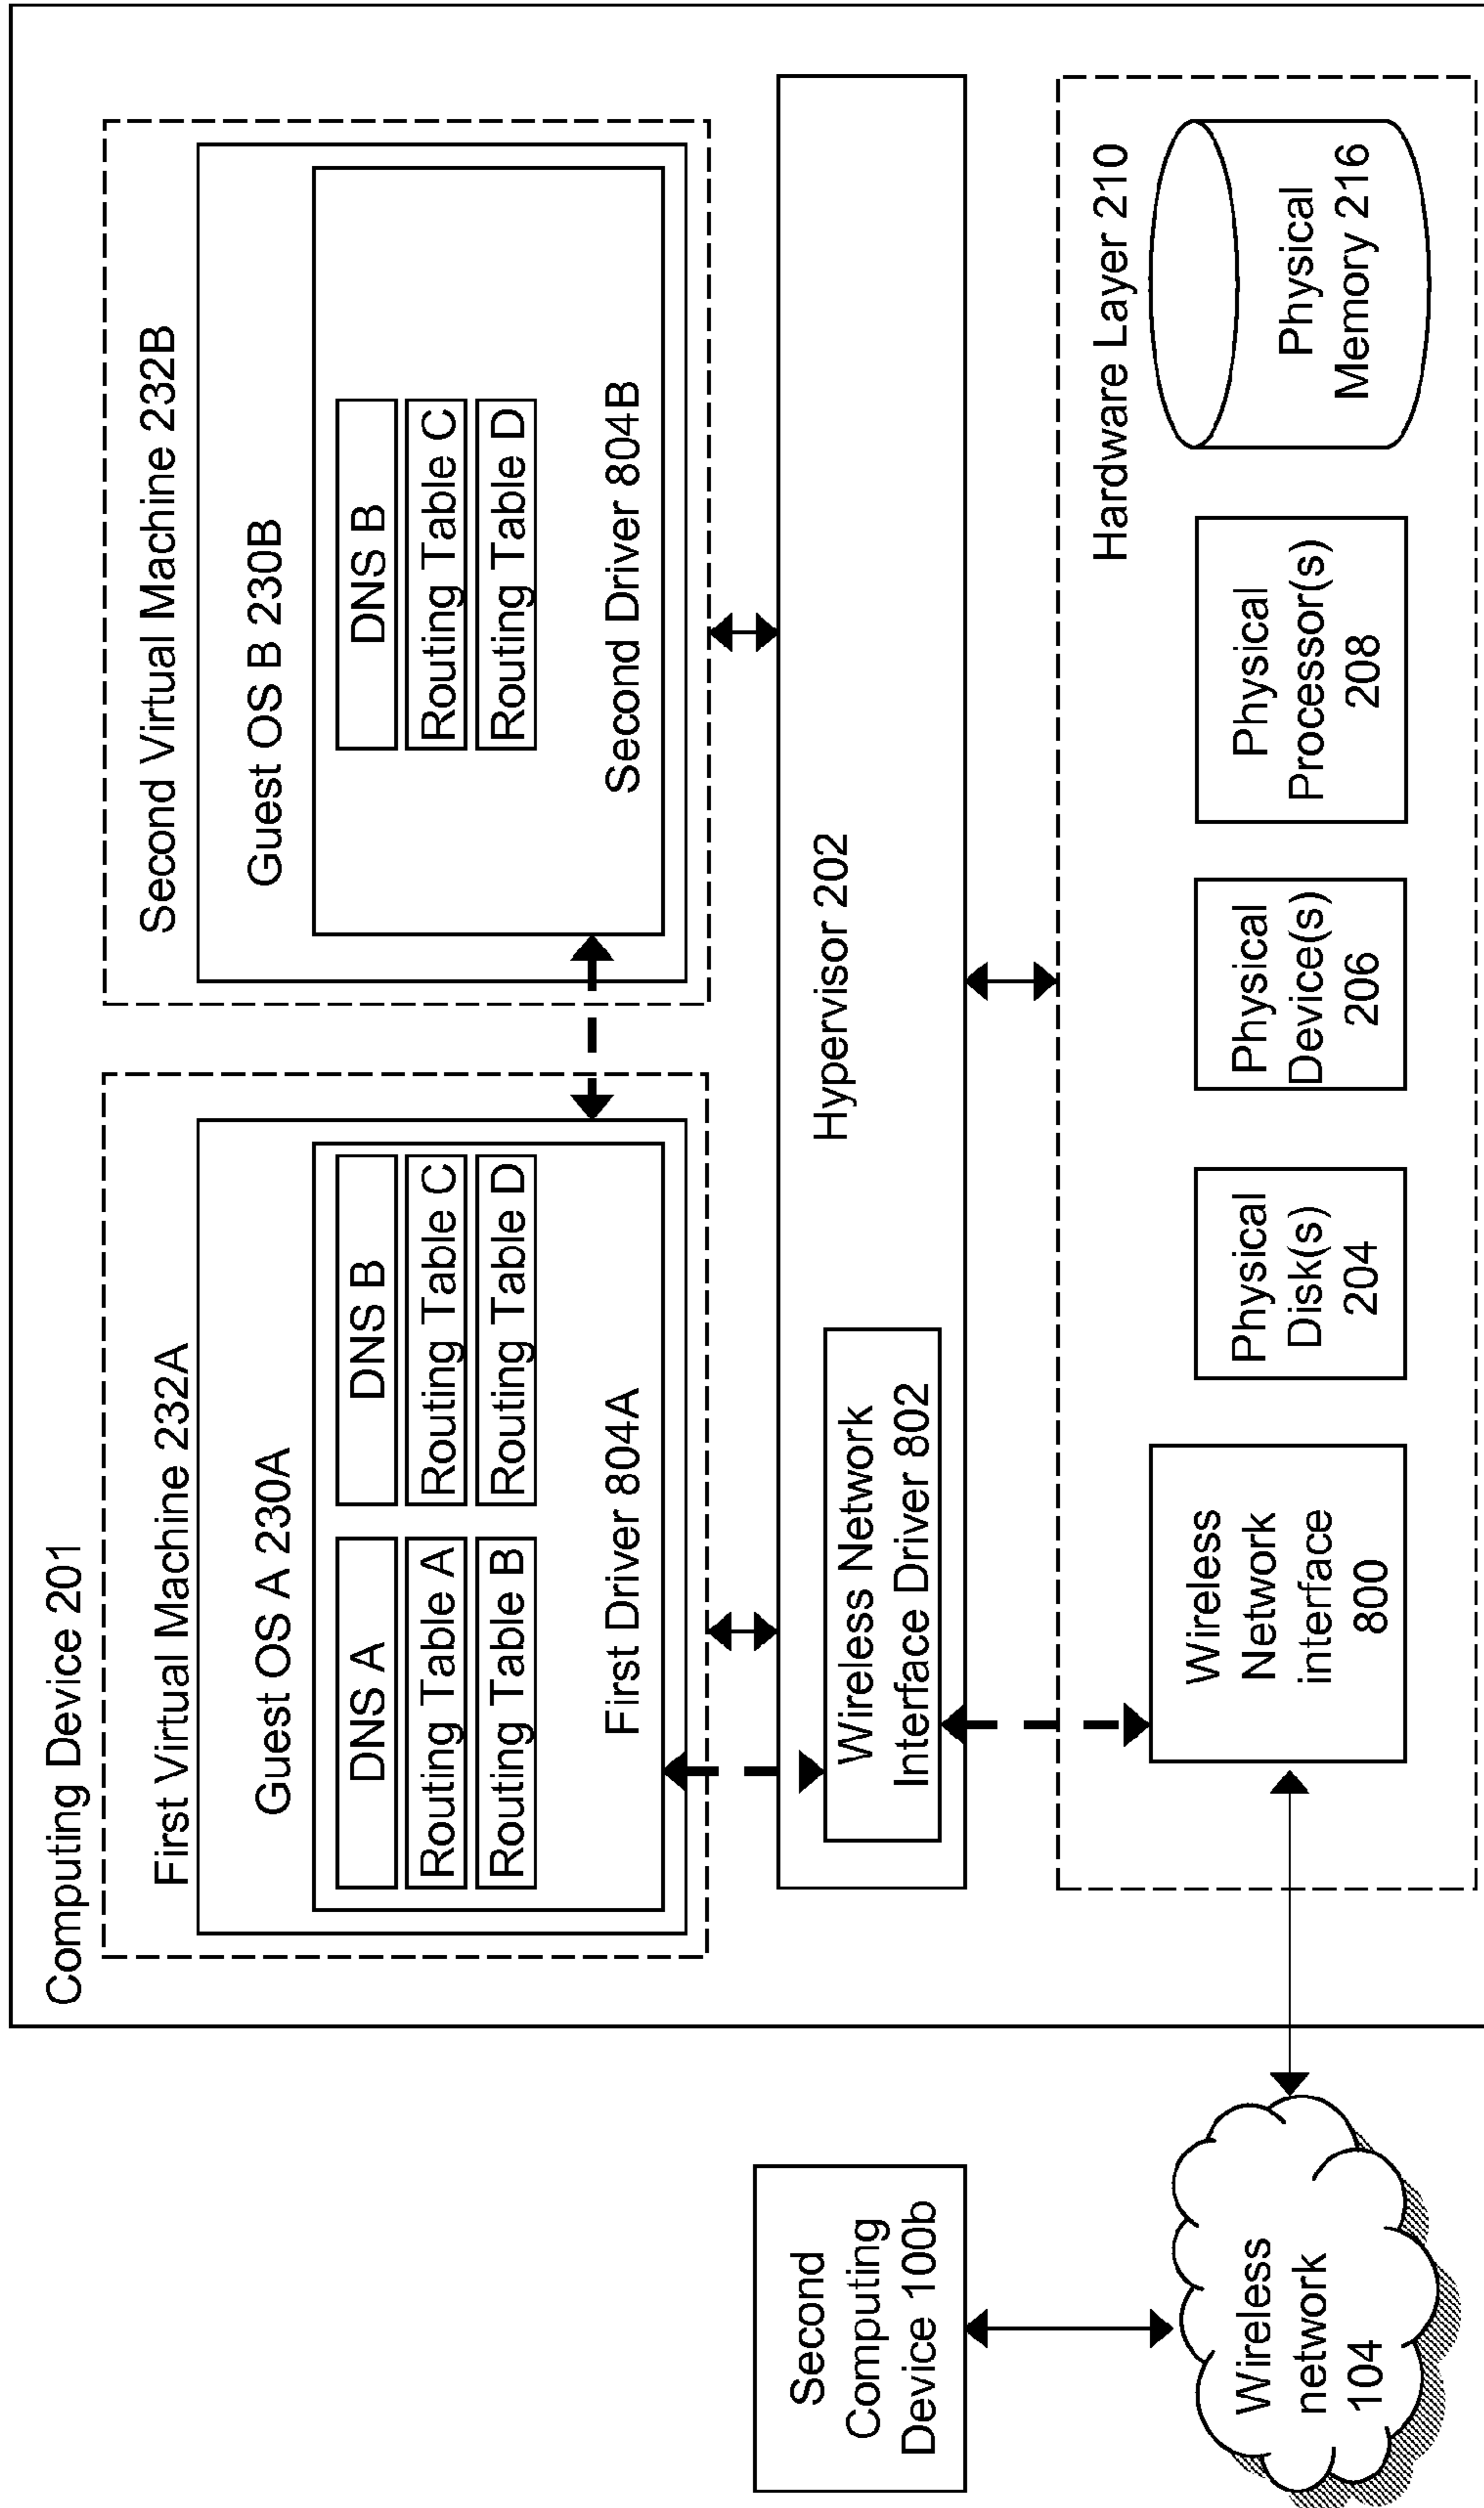 Computing Device 201
First Virtual Machine 232A
Guest OS A 230A
DNS A
Routing Table A
Routing Table B
DNS B
Routing Table C
Routing Table D
First Driver 804A
Second Virtual Machine 232B
Guest OS B 230B
DNS B
Routing Table C
Routing Table D
Second Driver 804B
Hypervisor 202
Wireless Network
Interface Driver 802
Hardware Layer 210
Wireless
Network
interface
800
Physical
Disk(s)
204
Physical
Device(s)
206
Physical
Processor(s)
208
Physical
Memory 216
Second
Computing
Device 100b
Wireless
network
104